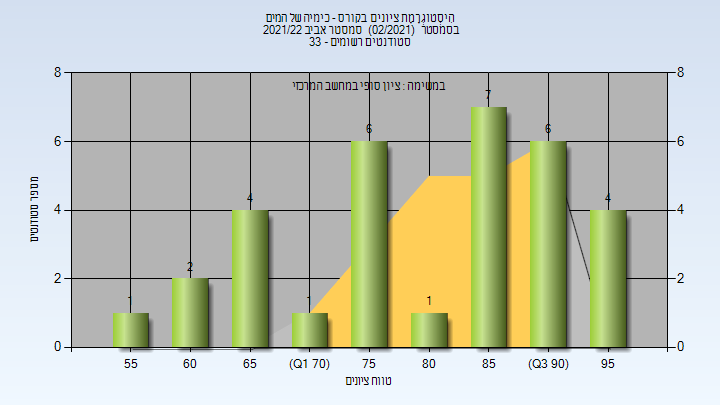 היסטוגרמת ציונים בקורס - כימיה של המים
בסמסטר (02/2021) סמסטר אביב 2021/22
סטודנטים רשומים - 33
במשימה : ציון סופי במחשב המרכזי
8 8
7
6 6 6 6
מספר סטודנטים
4 4 4 4
2 2 2
1 1 1
0 0
55 60 65 (Q1 70) 75 80 85 (Q3 90) 95
טווח ציונים